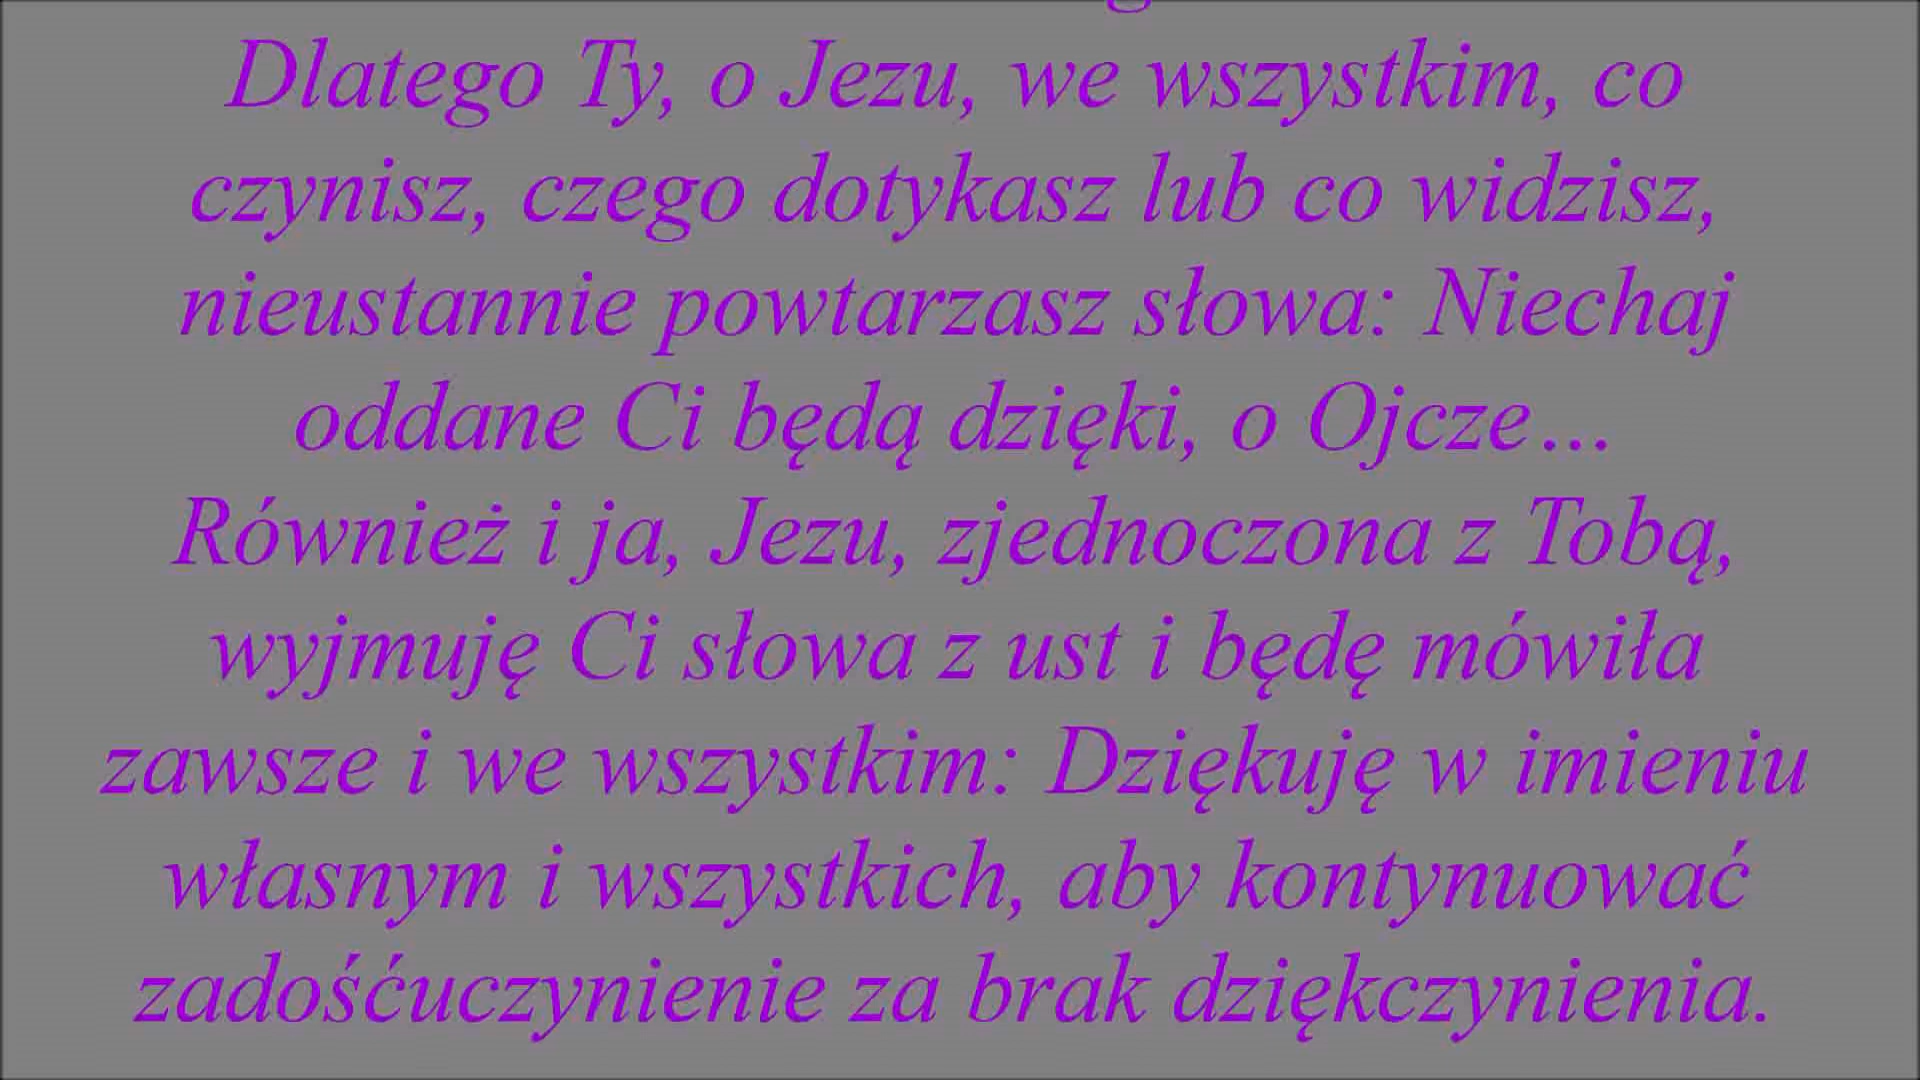 Dlatego Ty, o Jezu, we wszystkim, co
czynisz, czego dotykasz lub co widzisz,
nieustannie powtarzasz słowa: Niechaj
oddane Ci będą dzięki, o Ojcze...
Również i ja, Jezu, zjednoczona z Tobą,
wyjmuję Ci słowa z ust i będę mówiła
zawsze i we wszystkim: Dziękuję w imieniu
własnym i wszystkich, aby kontynuować
zadośćuczynienie za brak dziękczynienia.